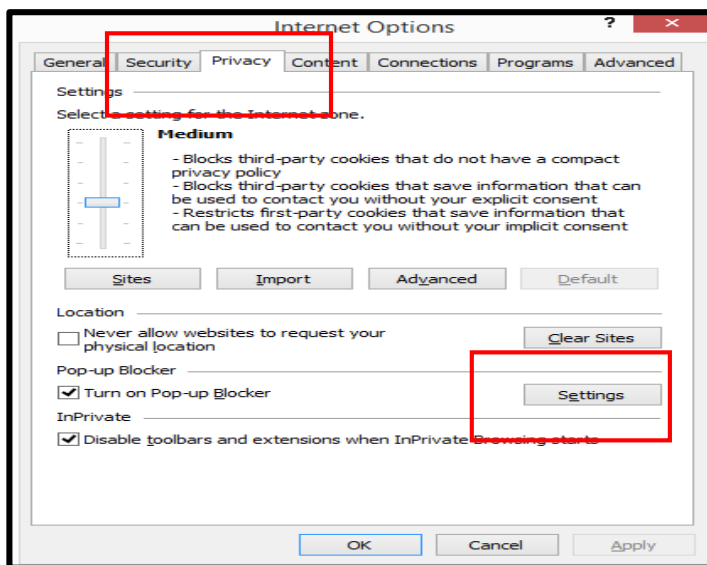 Internet Options
?
General Security Privacy Content Connections Programs Advanced
Settings
Select a setting for the Internet zone.
Medium
- Blocks third-party cookies that do not have a compact
privacy policy
- Blocks third-party cookies that save information that can
be used to contact you without your explicit consent
- Restricts first-party cookies that save information that
can be used to contact you without your implicit consent
Sites Import Advanced Default
Location
Never allow websites to request your
physical location
Clear Sites
Pop-up Blocker
Turn on Pop-up Blocker
Settings
InPrivate
Disable toolbars and extensions when InPrivate Browsing starts
OK Cancel Apply